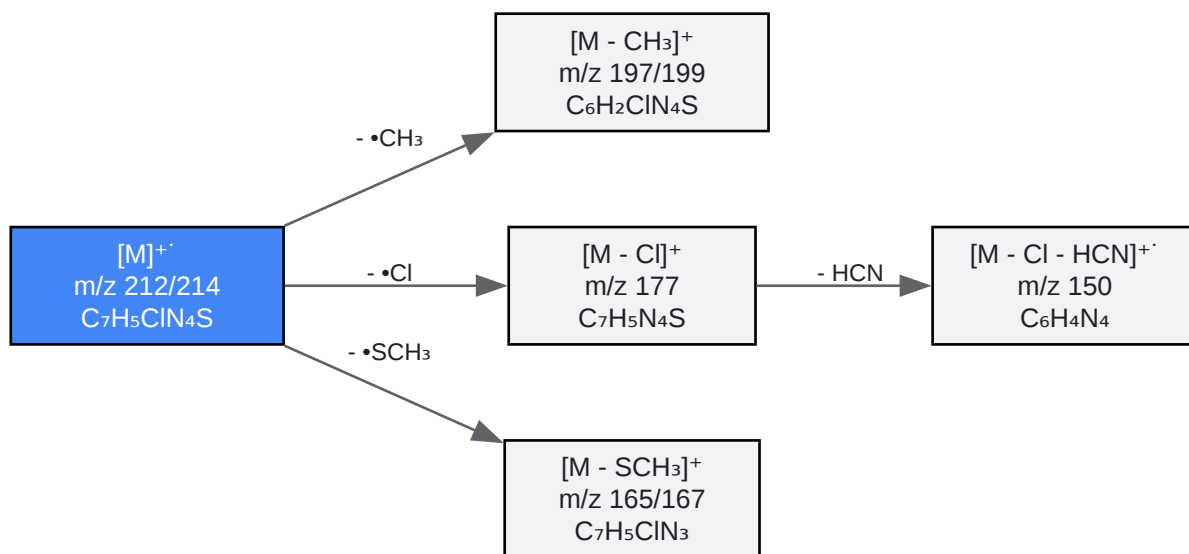 [M - CH₃]⁺
m/z 197/199
C₆H₂ClN₄S
- •CH₃
[M]⁺˙
m/z 212/214
C₇H₅ClN₄S
- •Cl
[M - Cl]⁺
m/z 177
C₇H₅N₄S
- HCN
[M - Cl - HCN]⁺˙
m/z 150
C₆H₄N₄
- •SCH₃
[M - SCH₃]⁺
m/z 165/167
C₇H₅ClN₃